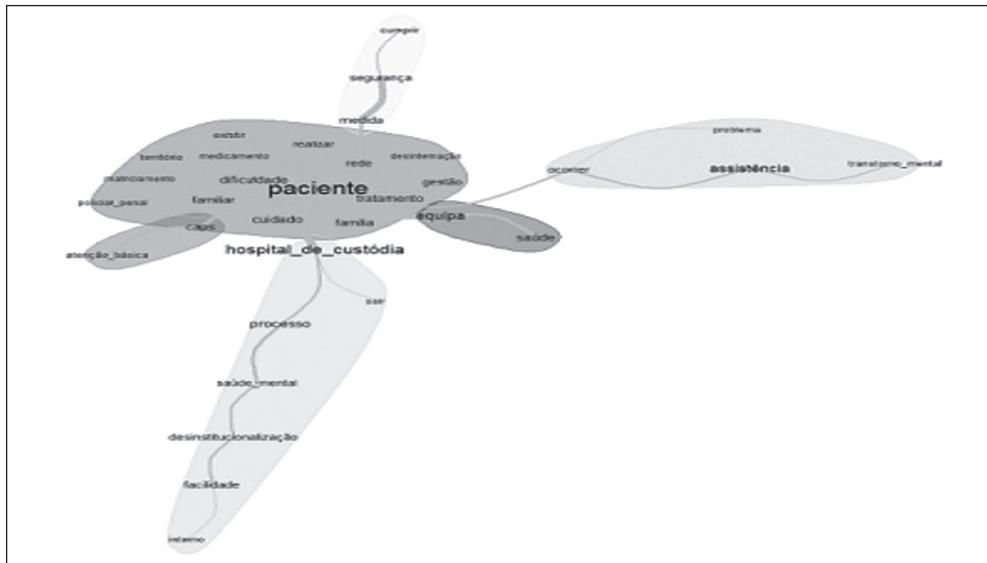 cumprir
segurança
medida
existir
realizar
território
medicamento
rede
desinternação
matriciamento
dificuldade
gestão
paciente
policial_penal
familiar
tratamento
cuidado
família
equipa
caps
saúde
atenção_básica
hospital_de_custódia
problema
ocorrer
assistência
transtorno_mental
sair
processo
saúde_mental
desinstitucionalização
facilidade
interno